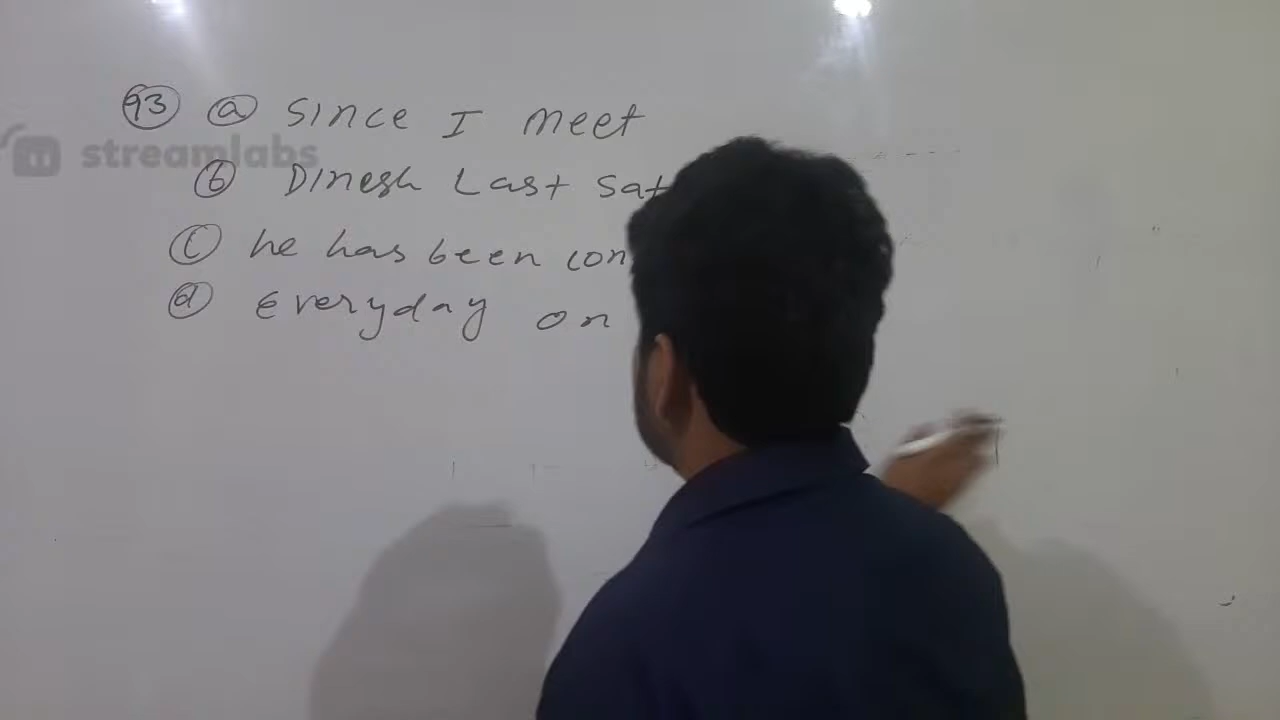 93 a Since I meet
streamlabs
b Dinesh Last Sat
c he has been con
d Everyday on